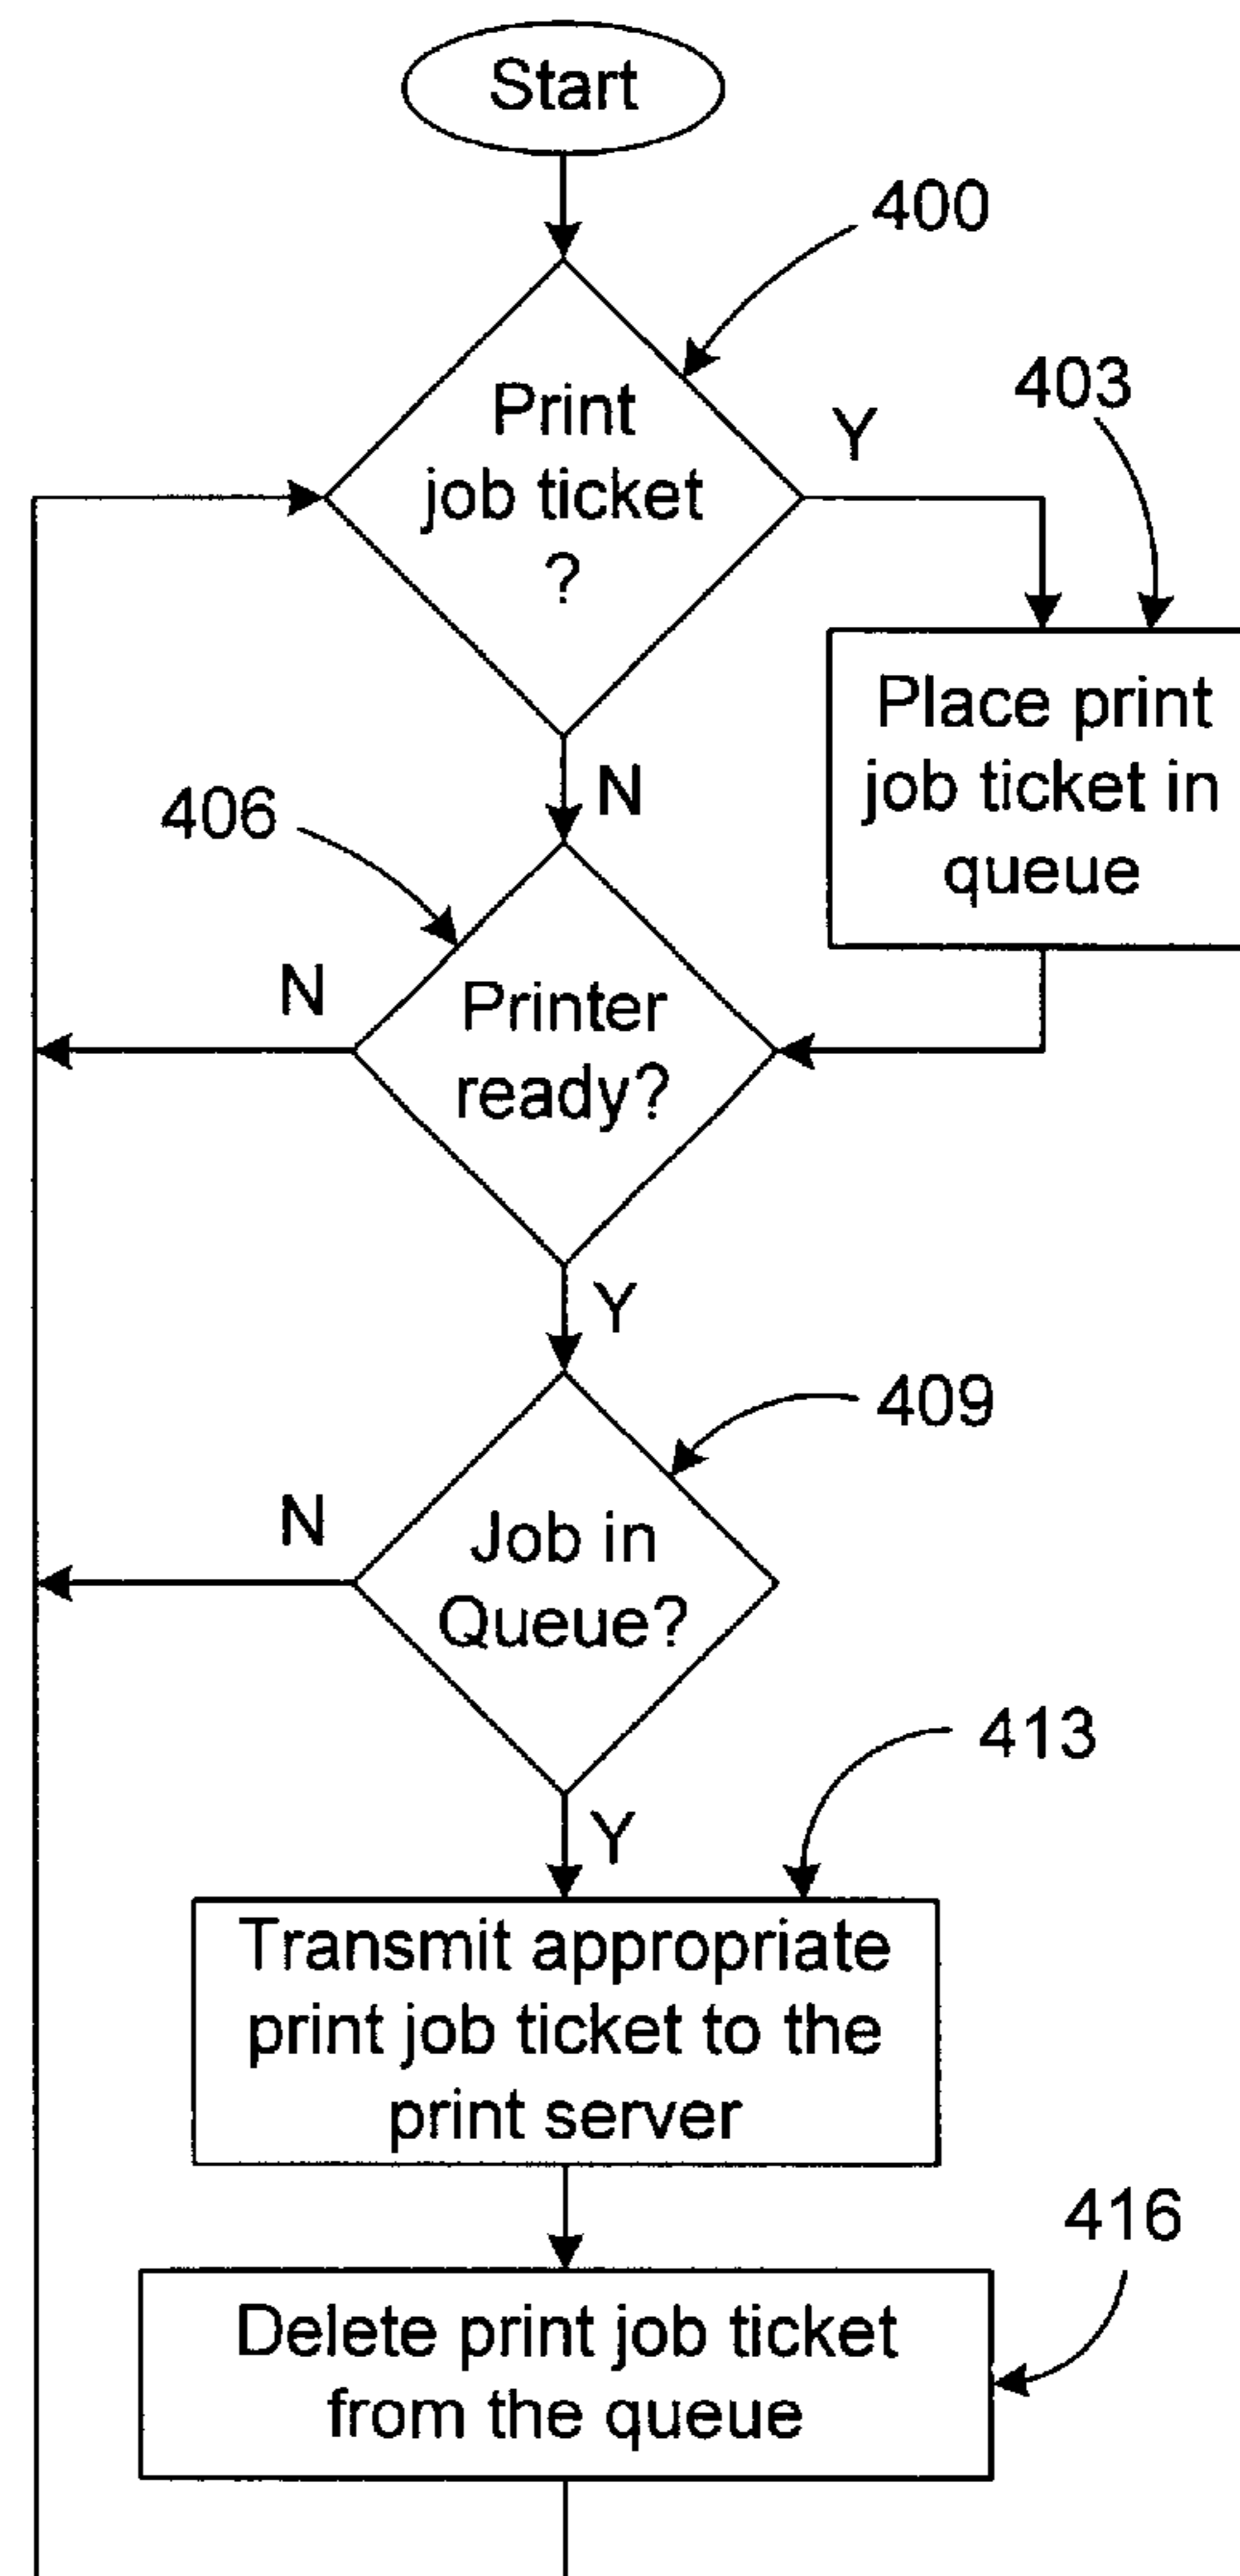 Start
400
Print
job ticket
?
Y
403
Place print
job ticket in
queue
N
406
N
Printer
ready?
Y
409
N
Job in
Queue?
413
Y
Transmit appropriate
print job ticket to the
print server
416
Delete print job ticket
from the queue